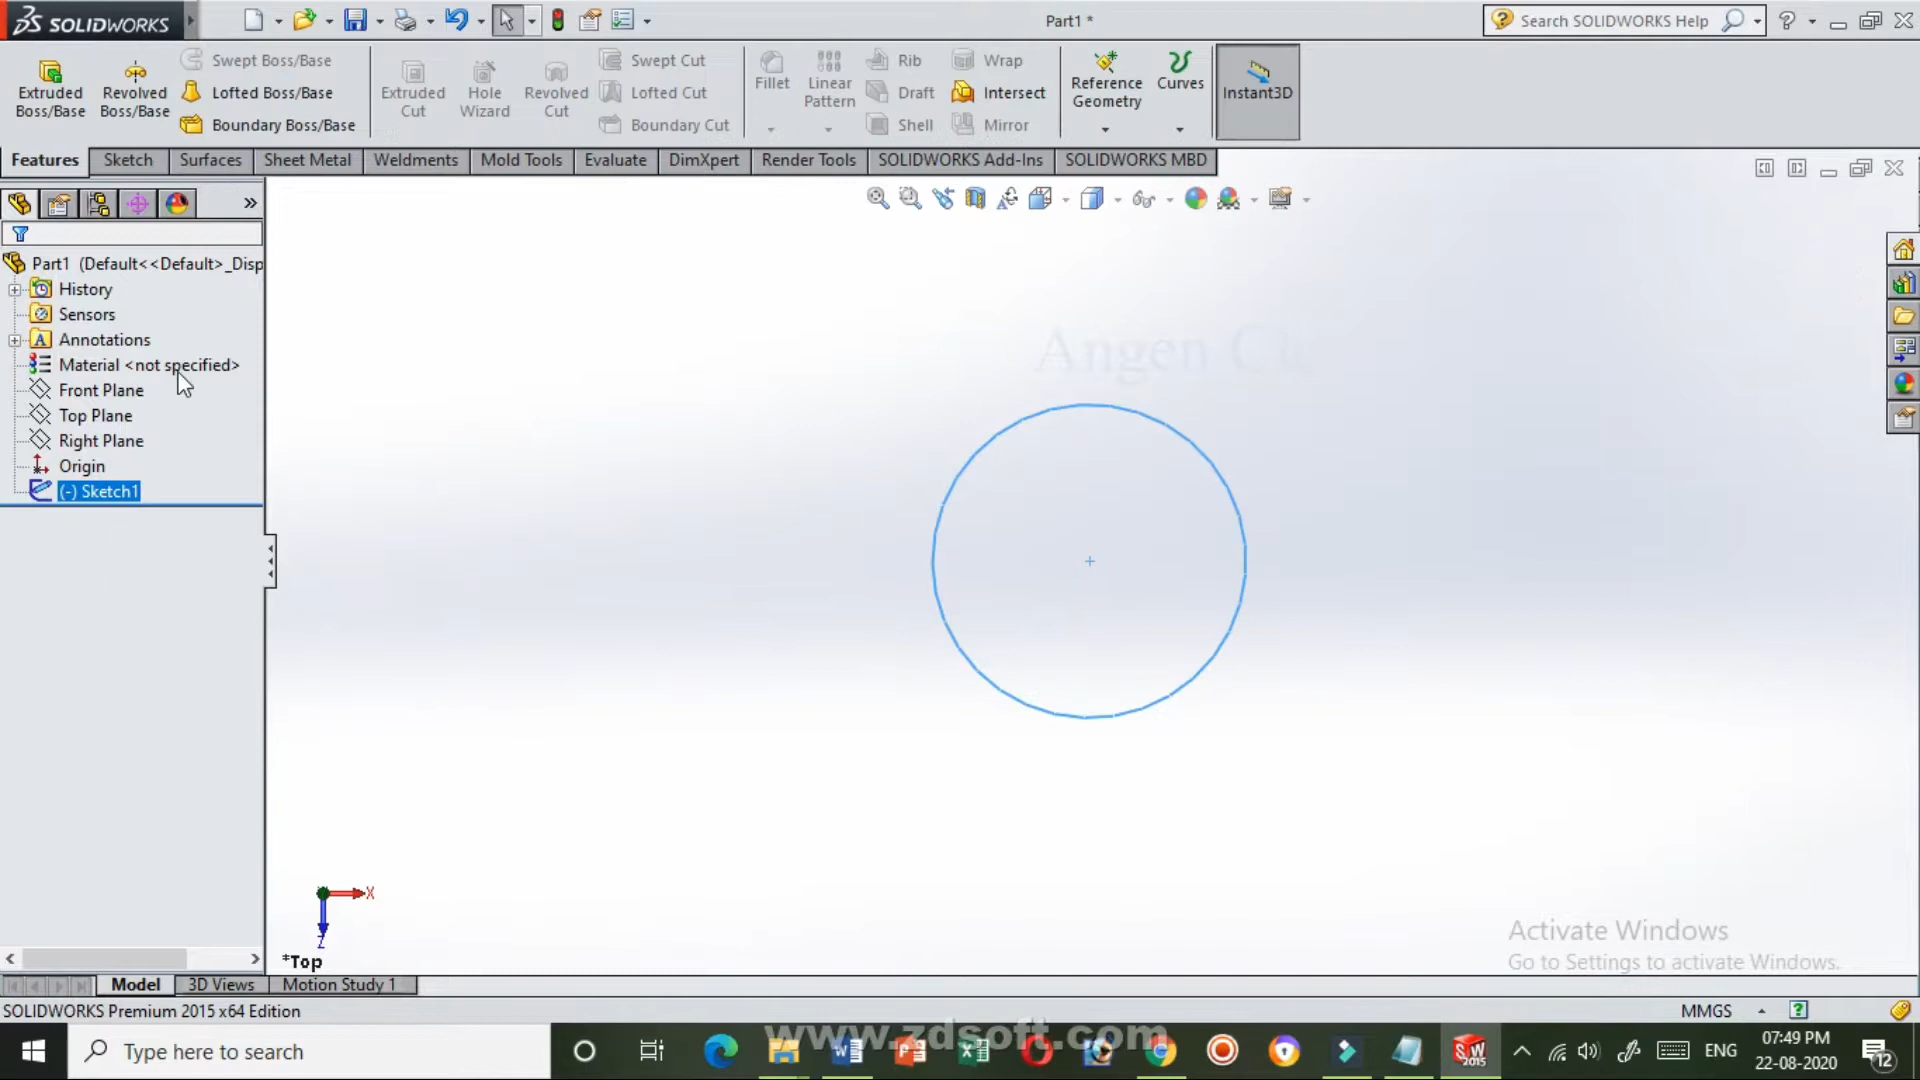 SOLIDWORKS
Part1 *
Search SOLIDWORKS Help
Extruded Boss/Base
Revolved Boss/Base
Swept Boss/Base
Lofted Boss/Base
Boundary Boss/Base
Extruded Cut
Hole Wizard
Revolved Cut
Swept Cut
Lofted Cut
Boundary Cut
Fillet
Linear Pattern
Rib
Draft
Shell
Wrap
Intersect
Mirror
Reference Geometry
Curves
Instant3D
Features
Sketch
Surfaces
Sheet Metal
Weldments
Mold Tools
Evaluate
DimXpert
Render Tools
SOLIDWORKS Add-Ins
SOLIDWORKS MBD
Part1 (Default<<Default>_Disp
History
Sensors
Annotations
Material <not specified>
Front Plane
Top Plane
Right Plane
Origin
(-) Sketch1
Angen
X
Z
*Top
Activate Windows
Go to Settings to activate Windows.
Model
3D Views
Motion Study 1
SOLIDWORKS Premium 2015 x64 Edition
MMGS
www.zdsoft.com
Type here to search
ENG
07:49 PM
22-08-2020
12